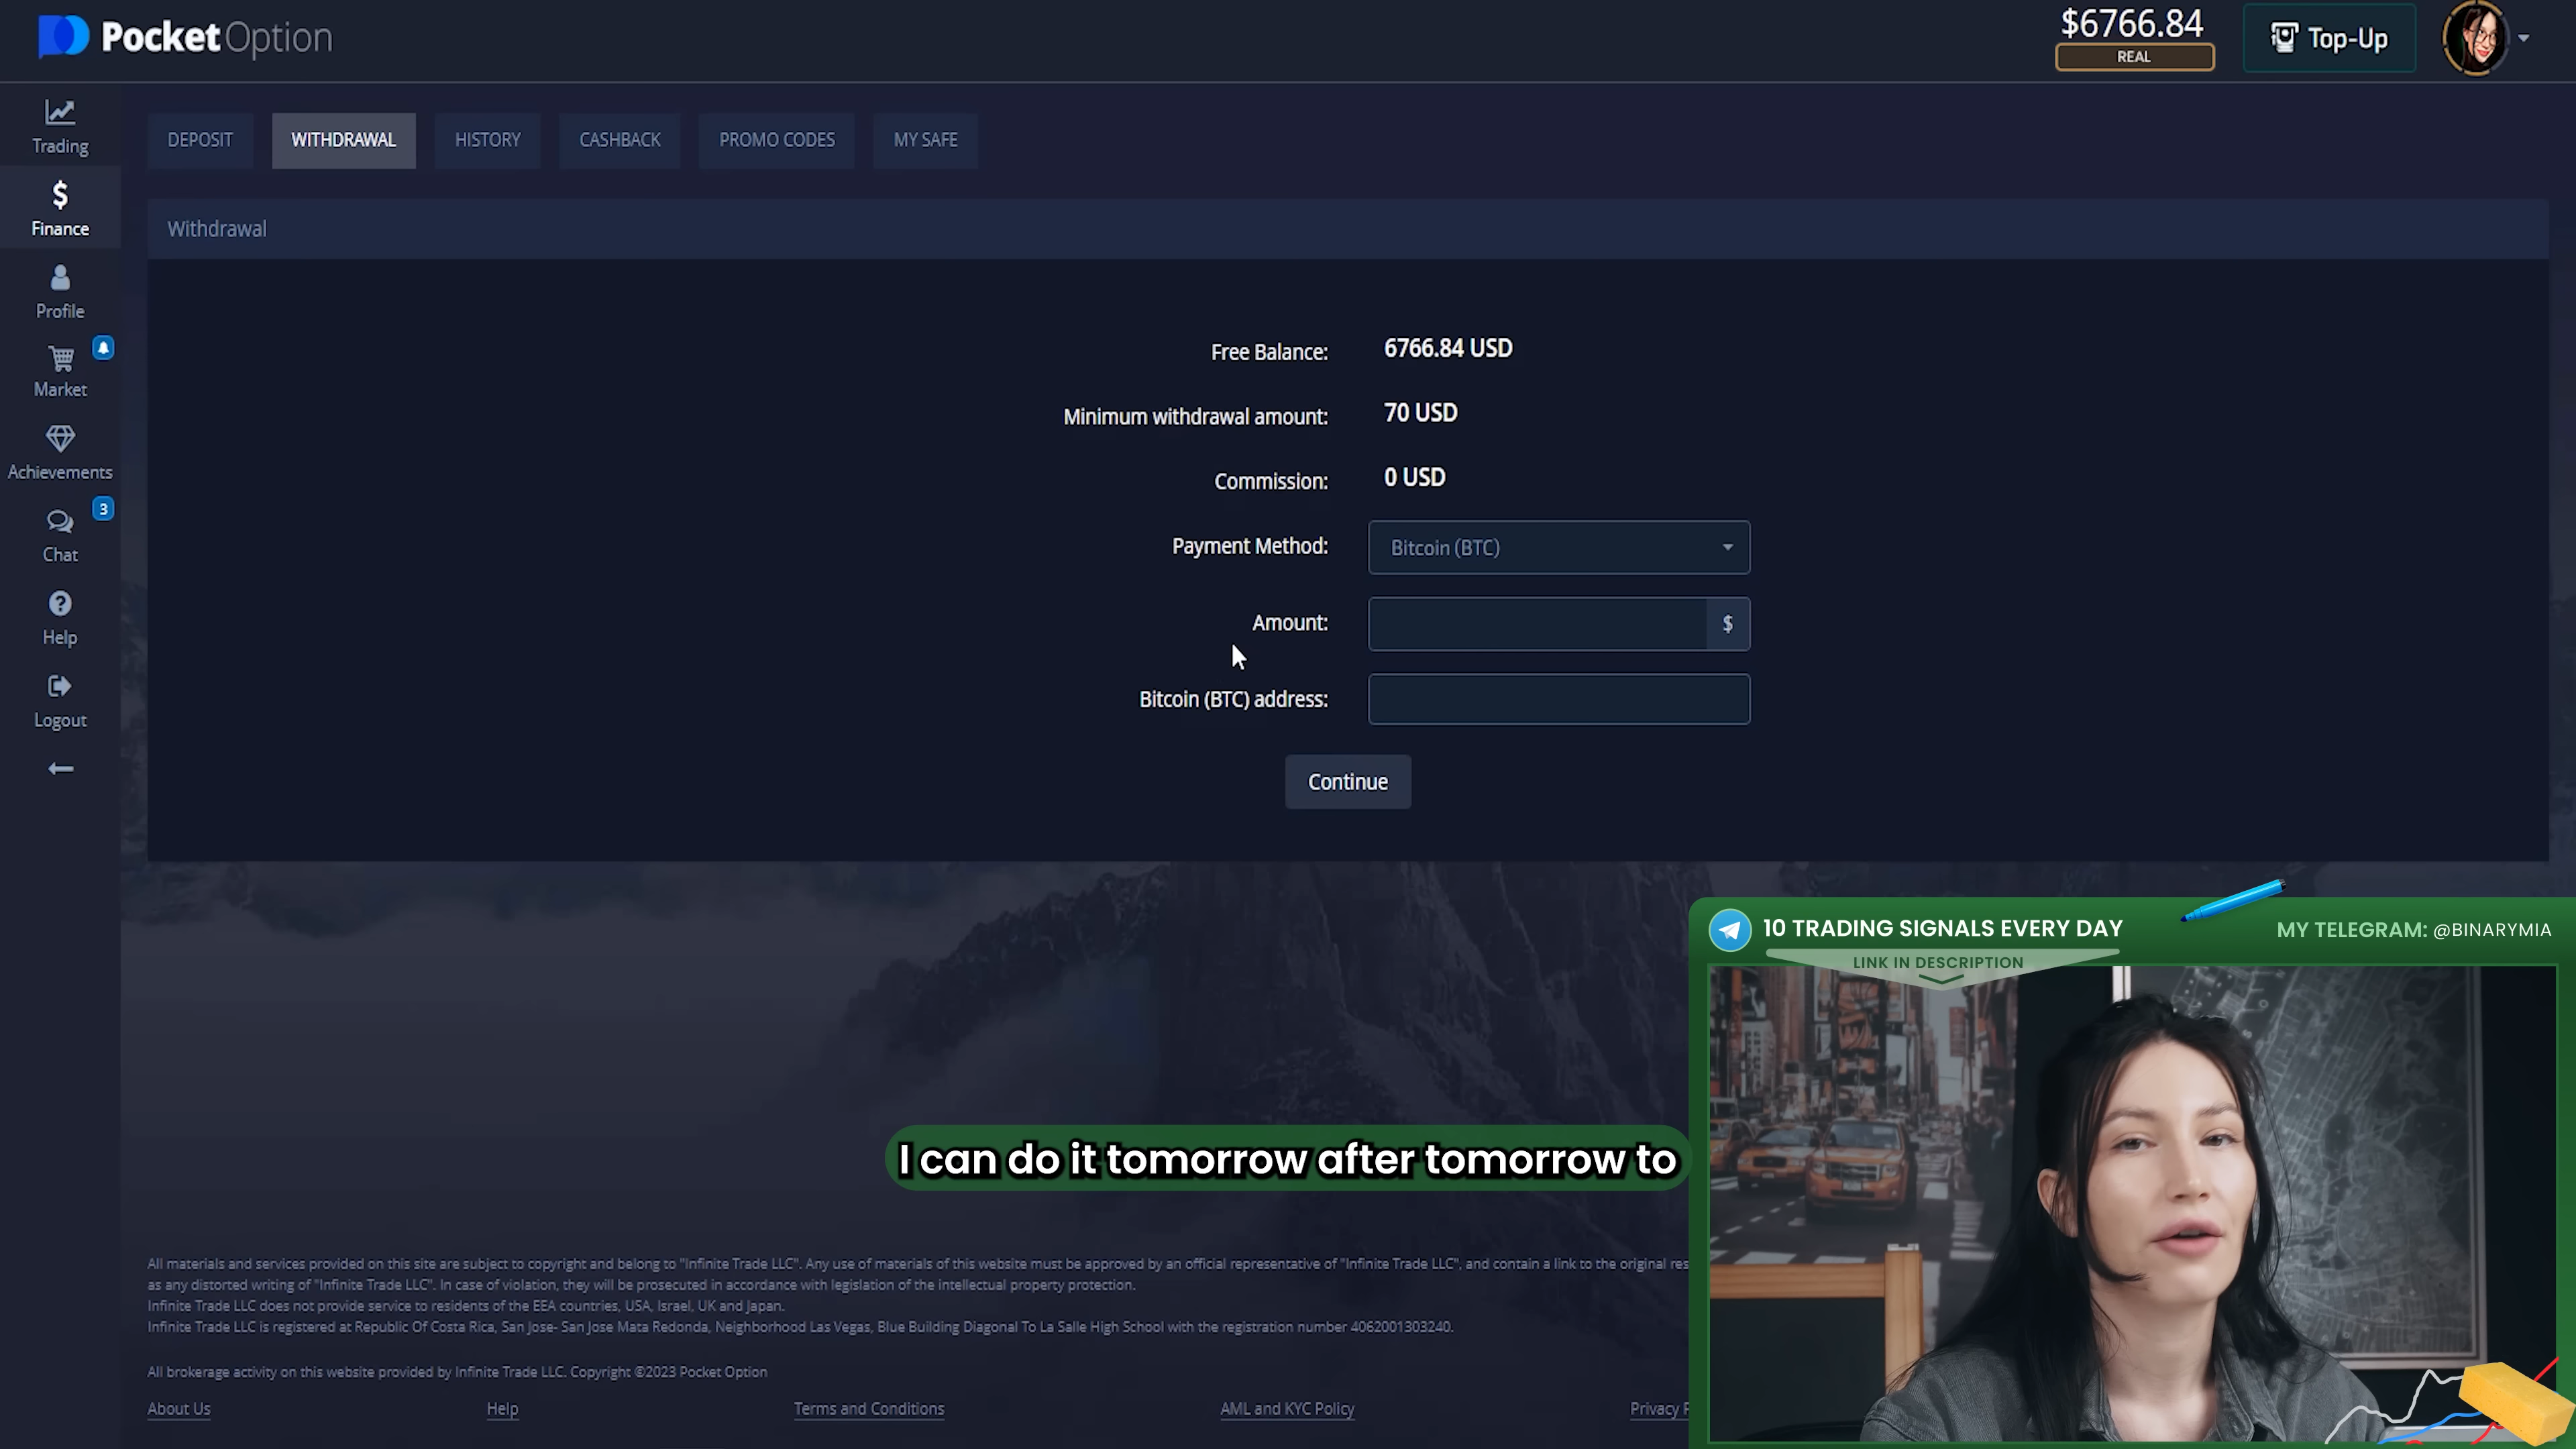 PocketOption
$6766.84
REAL
Top-Up
Trading
Finance
Profile
Market
Achievements
3
Chat
Help
Logout
DEPOSIT
WITHDRAWAL
HISTORY
CASHBACK
PROMO CODES
MY SAFE
Withdrawal
Free Balance: 6766.84 USD
Minimum withdrawal amount: 70 USD
Commission: 0 USD
Payment Method: Bitcoin (BTC)
Amount: $
Bitcoin (BTC) address:
Continue
10 TRADING SIGNALS EVERY DAY
MY TELEGRAM: @BINARYMIA
LINK IN DESCRIPTION
I can do it tomorrow after tomorrow to
All materials and services provided on this site are subject to copyright and belong to "Infinite Trade LLC". Any use of materials of this website must be approved by an official representative of "Infinite Trade LLC", and contain a link to the original res
as any distorted writing of "Infinite Trade LLC". In case of violation, they will be prosecuted in accordance with legislation of the intellectual property protection.
Infinite Trade LLC does not provide service to residents of the EEA countries, USA, Israel, UK and Japan.
Infinite Trade LLC is registered at Republic Of Costa Rica, San Jose- San Jose Mata Redonda, Neighborhood Las Vegas, Blue Building Diagonal To La Salle High School with the registration number 4062001303240.
All brokerage activity on this website provided by Infinite Trade LLC. Copyright ©2023 Pocket Option
About Us
Help
Terms and Conditions
AML and KYC Policy
Privacy P